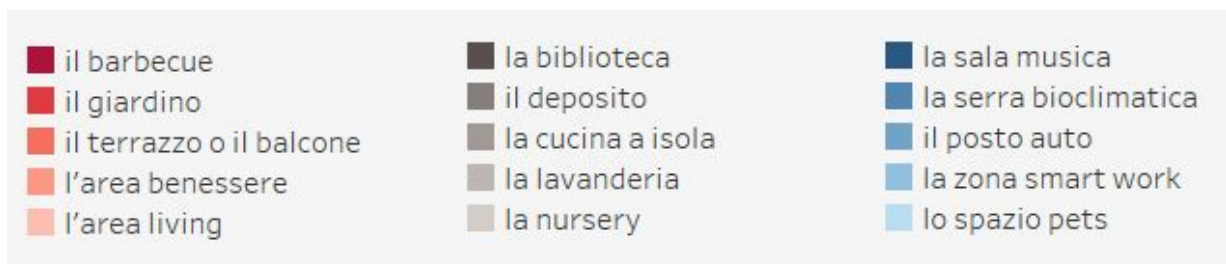 il barbecue
il giardino
il terrazzo o il balcone
l'area benessere
l'area living
la biblioteca
il deposito
la cucina a isola
la lavanderia
la nursery
la sala musica
la serra bioclimatica
il posto auto
la zona smart work
lo spazio pets